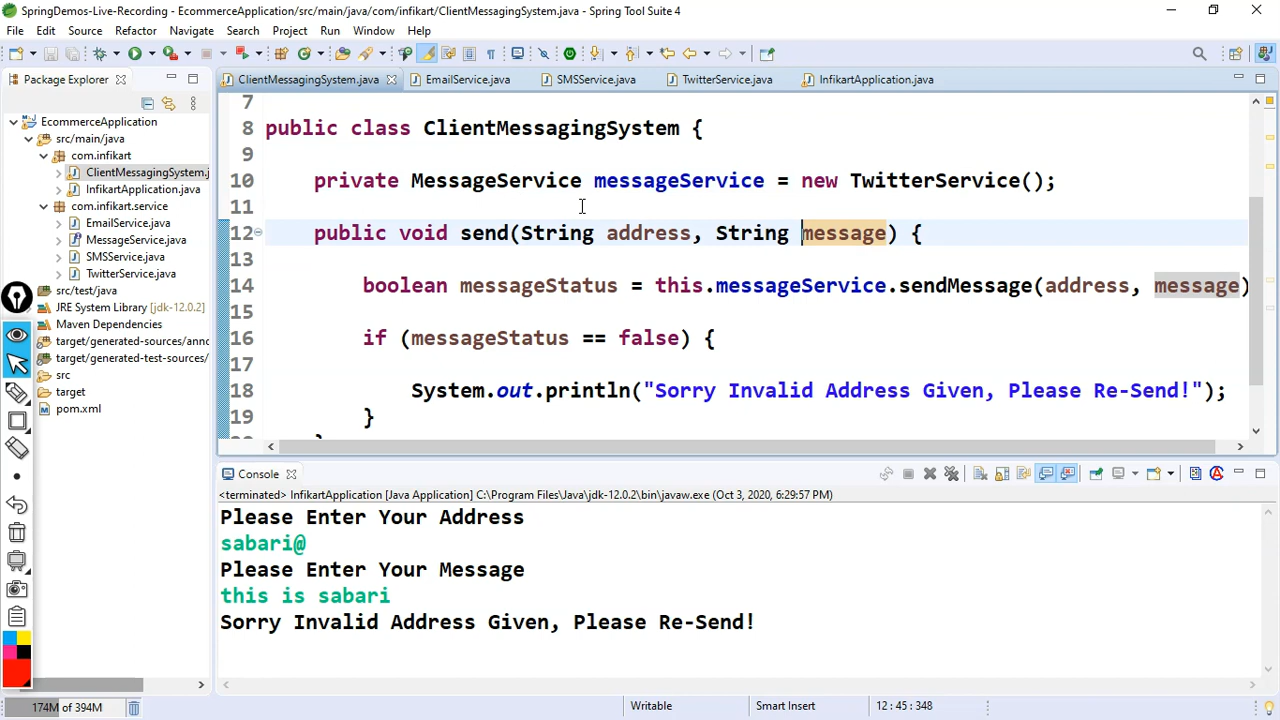 SpringDemos-Live-Recording - EcommerceApplication/src/main/java/com/infikart/ClientMessagingSystem.java - Spring Tool Suite 4
File Edit Source Refactor Navigate Search Project Run Window Help
Package Explorer
EcommerceApplication
src/main/java
com.infikart
ClientMessagingSystem.j
InfikartApplication.java
com.infikart.service
EmailService.java
MessageService.java
SMSService.java
TwitterService.java
src/test/java
JRE System Library [jdk-12.0.2]
Maven Dependencies
target/generated-sources/anno
target/generated-test-sources/
src
target
pom.xml
ClientMessagingSystem.java EmailService.java SMSService.java TwitterService.java InfikartApplication.java
7
8 public class ClientMessagingSystem {
9
10 private MessageService messageService = new TwitterService();
11
12 public void send(String address, String message) {
13
14 boolean messageStatus = this.messageService.sendMessage(address, message)
15
16 if (messageStatus == false) {
17
18 System.out.println("Sorry Invalid Address Given, Please Re-Send!");
19 }
Console
<terminated> InfikartApplication [Java Application] C:\Program Files\Java\jdk-12.0.2\bin\javaw.exe (Oct 3, 2020, 6:29:57 PM)
Please Enter Your Address
sabari@
Please Enter Your Message
this is sabari
Sorry Invalid Address Given, Please Re-Send!
174M of 394M Writable Smart Insert 12 : 45 : 348